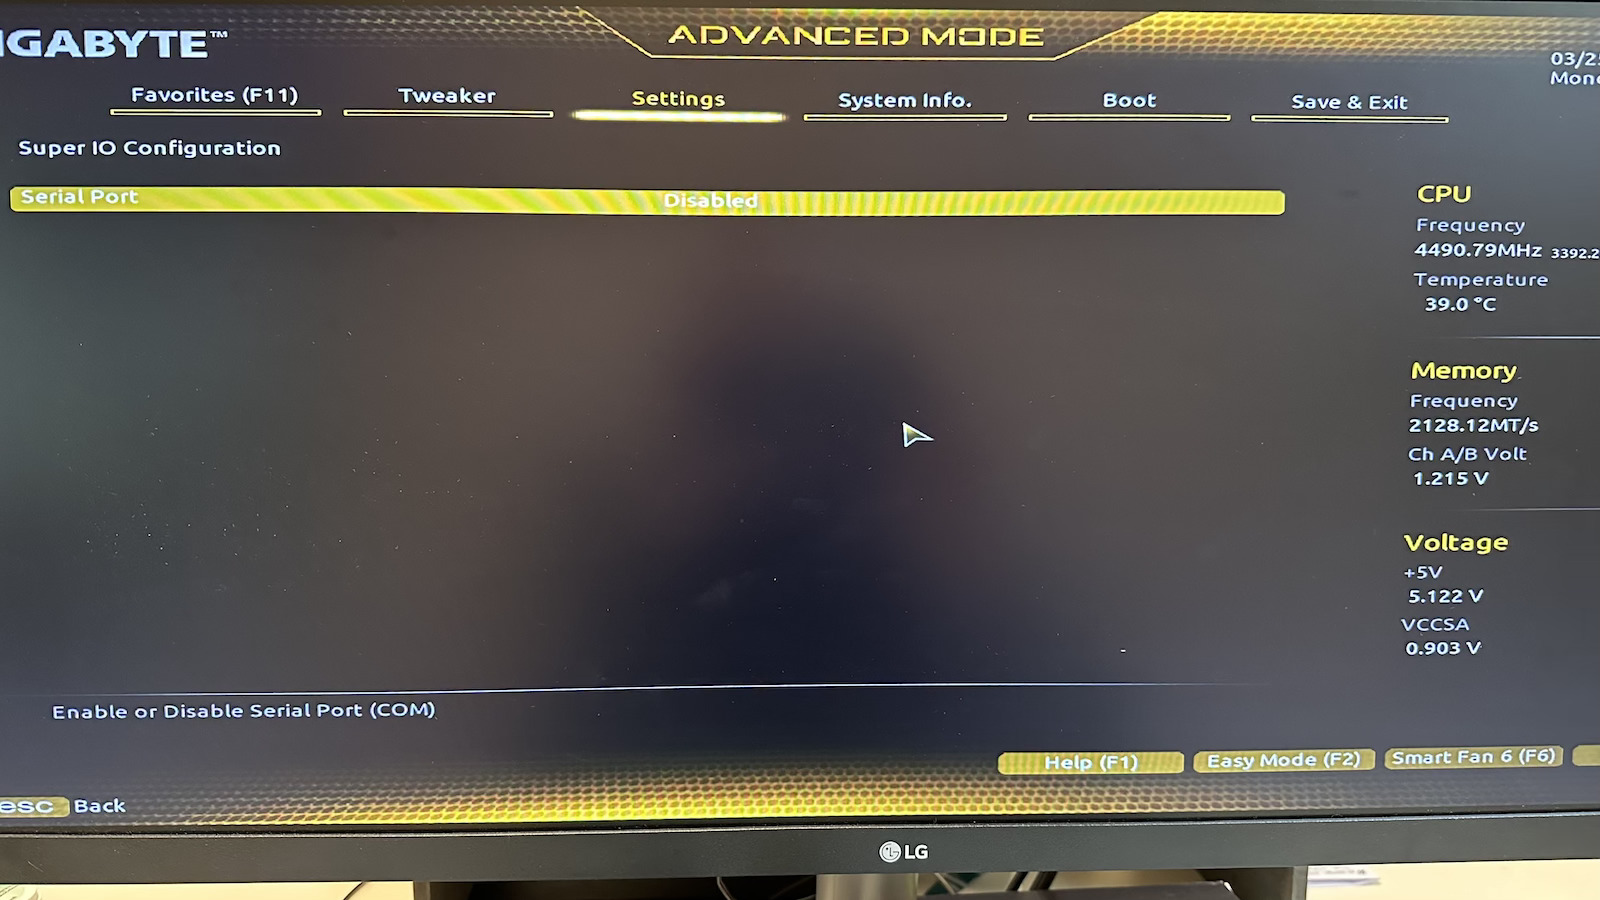 IGABYTE™
ADVANCED MODE
03/2
Mon
Favorites (F11)
Tweaker
Settings
System Info.
Boot
Save & Exit
Super IO Configuration
Serial Port
Disabled
CPU
Frequency
4490.79MHz 3392.2
Temperature
39.0 °C
Memory
Frequency
2128.12MT/s
Ch A/B Volt
1.215 V
Voltage
+5V
5.122 V
VCCSA
0.903 V
Enable or Disable Serial Port (COM)
Help (F1)
Easy Mode (F2)
Smart Fan 6 (F6)
esc Back
LG